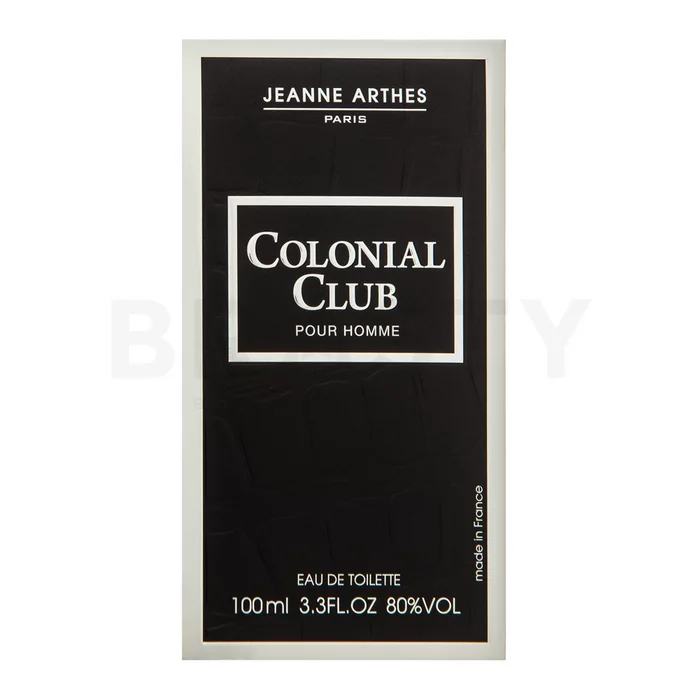 JEANNE ARTHES
PARIS
COLONIAL
CLUB
POUR HOMME
made in France
EAU DE TOILETTE
100ml 3.3FL.OZ 80%VOL